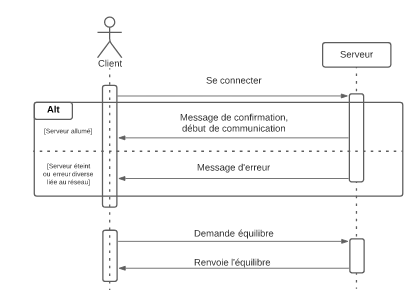 Client
Serveur
Se connecter
Alt
[Serveur allumé]
Message de confirmation,
début de communication
[Serveur éteint
ou erreur diverse
liée au réseau]
Message d'erreur
Demande équilibre
Renvoie l'équilibre